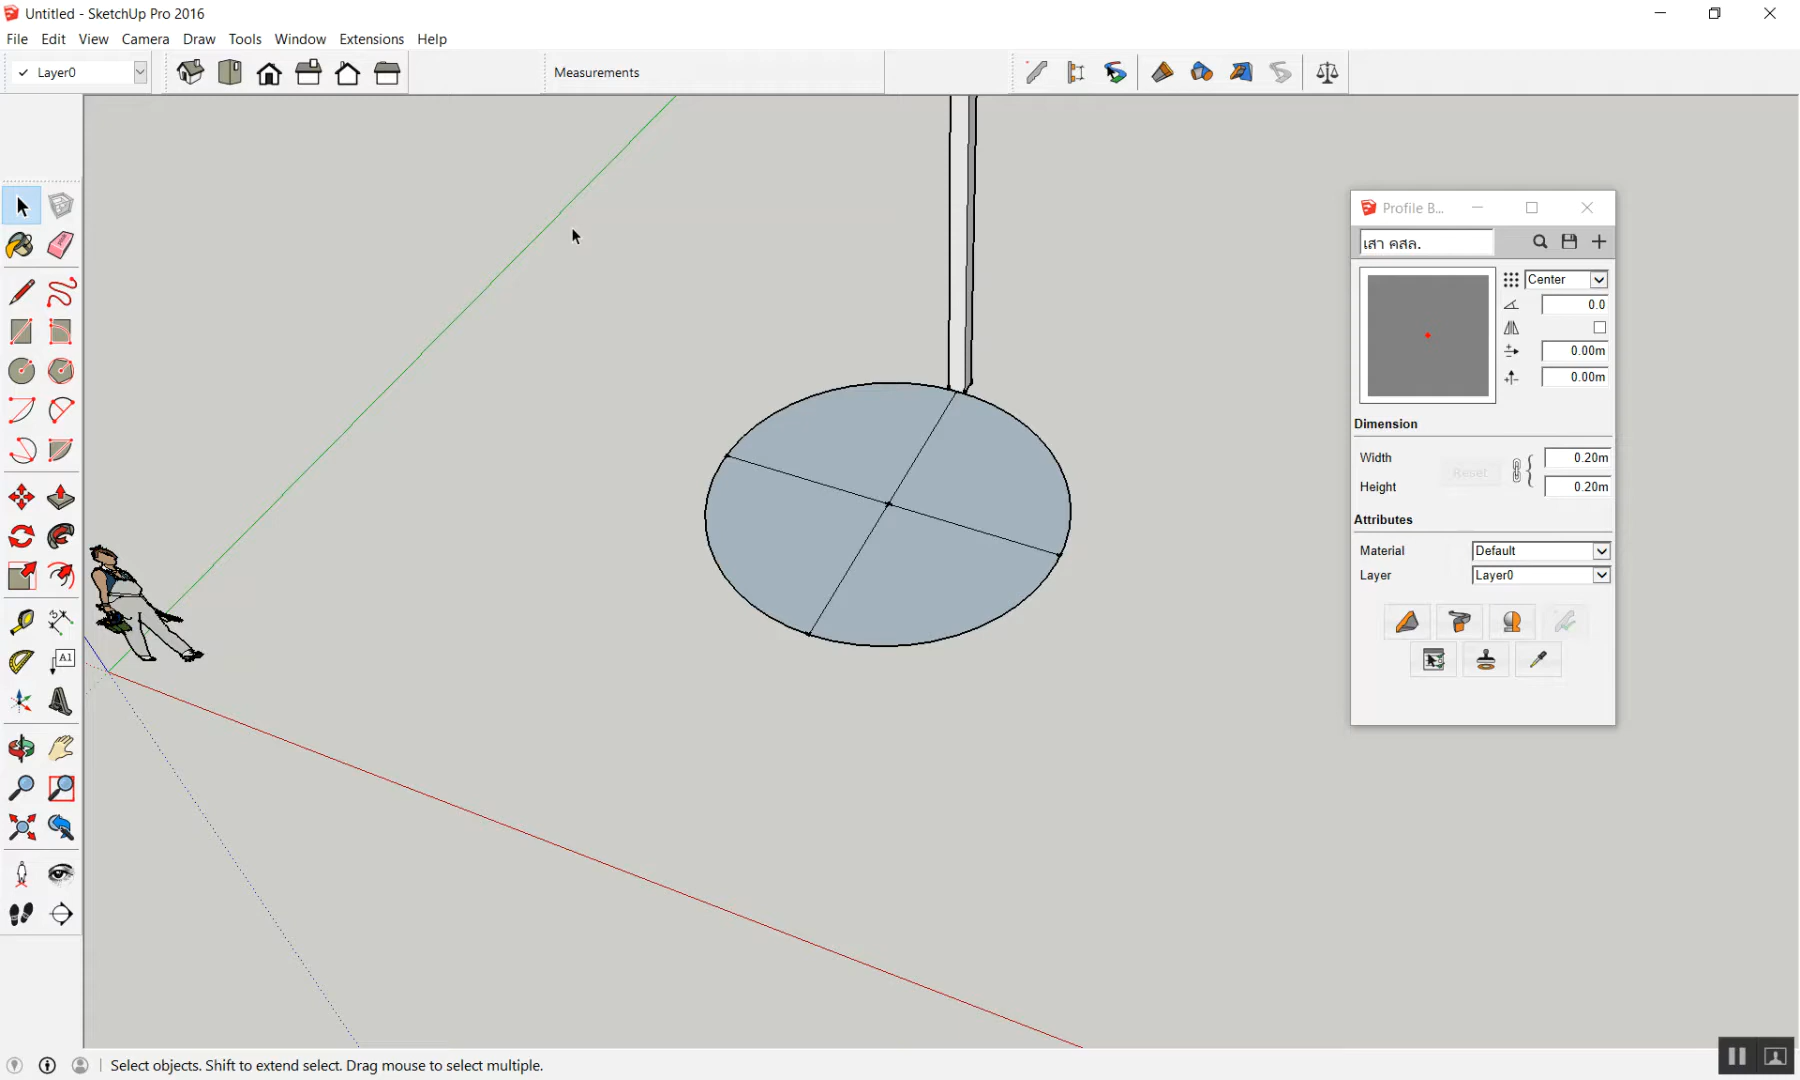 Untitled - SketchUp Pro 2016
File Edit View Camera Draw Tools Window Extensions Help
✓ Layer0
Measurements
Profile B...
เสา คสล.
Center
0.0
0.00m
0.00m
Dimension
Width 0.20m
Reset
Height 0.20m
Attributes
Material Default
Layer Layer0
A1
Select objects. Shift to extend select. Drag mouse to select multiple.